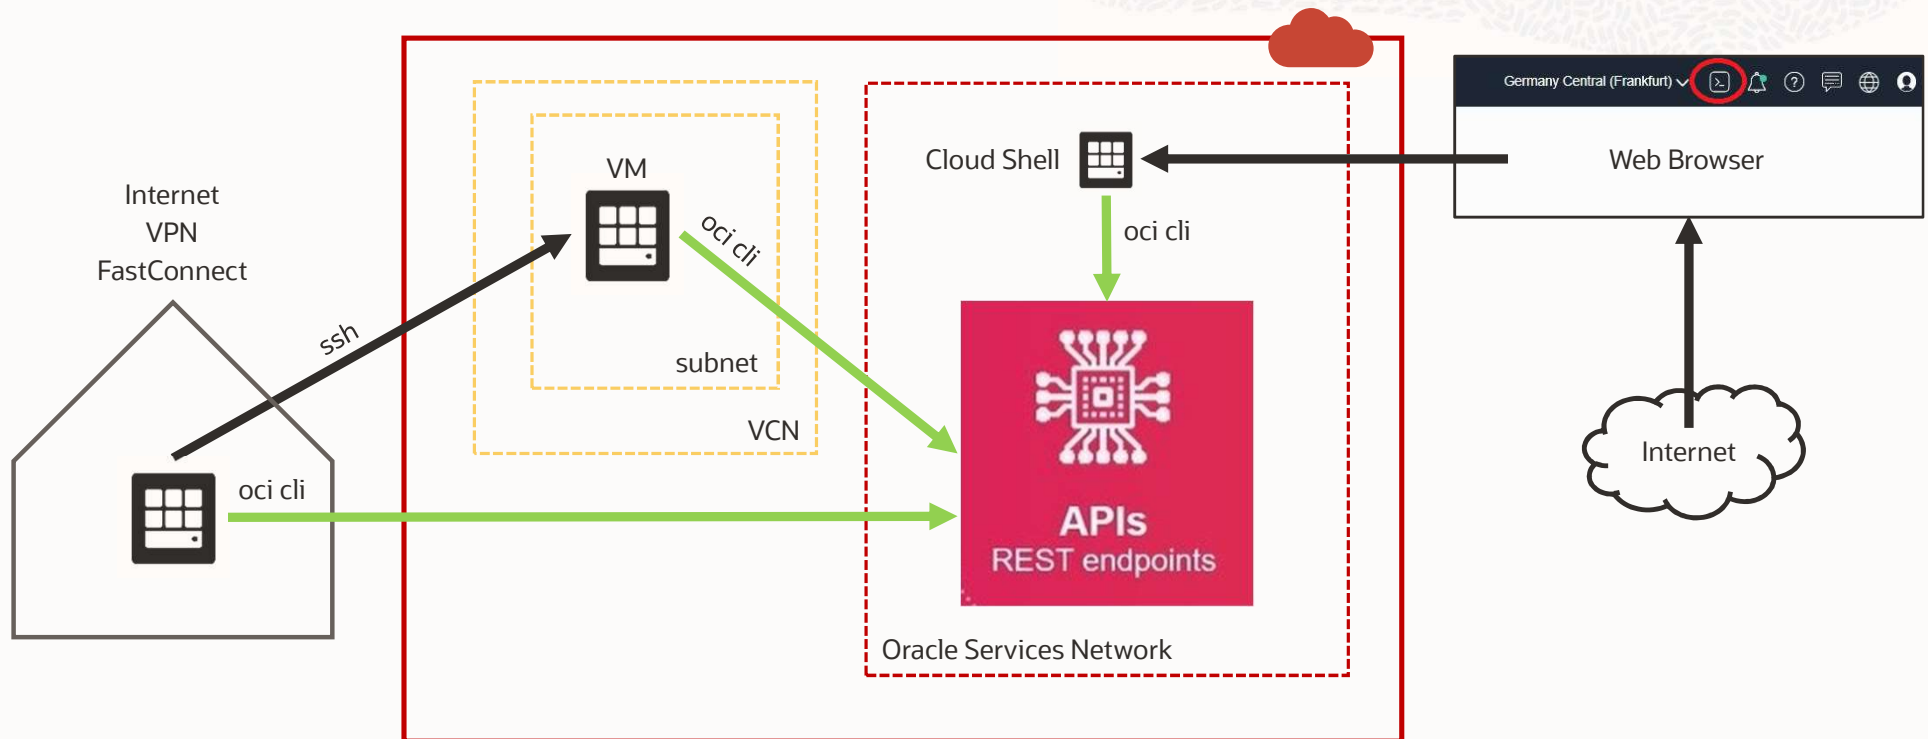 Internet
VPN
FastConnect
ssh
oci cli
VM
oci cli
subnet
VCN
Cloud Shell
oci cli
APIs
REST endpoints
Oracle Services Network
Germany Central (Frankfurt)
Web Browser
Internet